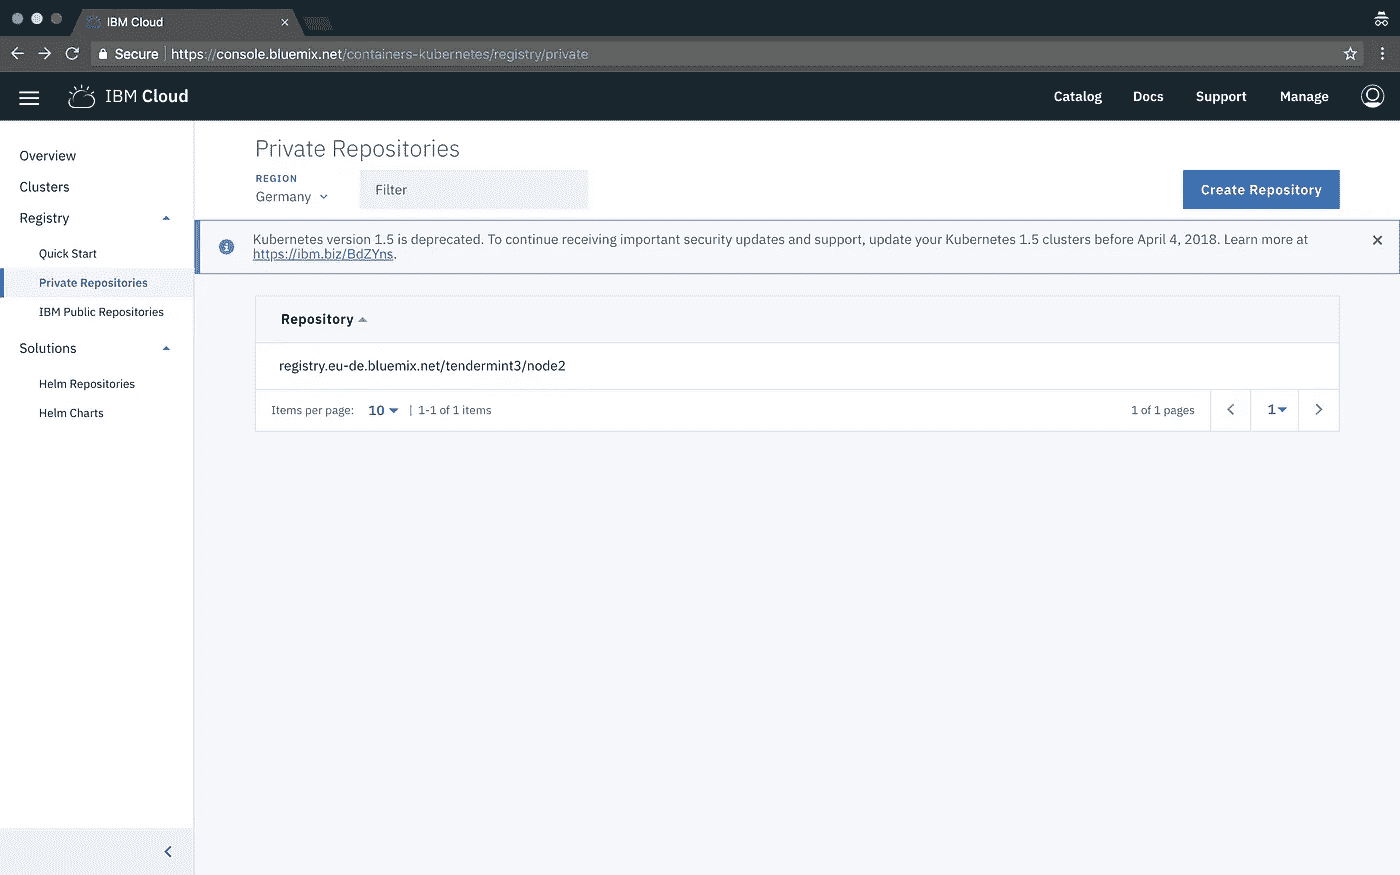 IBM Cloud
Secure https://console.bluemix.net/containers-kubernetes/registry/private
IBM Cloud
Catalog Docs Support Manage
Overview
Clusters
Registry
Quick Start
Private Repositories
IBM Public Repositories
Solutions
Helm Repositories
Helm Charts
Private Repositories
REGION
Germany
Filter
Create Repository
Kubernetes version 1.5 is deprecated. To continue receiving important security updates and support, update your Kubernetes 1.5 clusters before April 4, 2018. Learn more at
https://ibm.biz/BdZYns.
Repository
registry.eu-de.bluemix.net/tendermint3/node2
Items per page: 10 | 1-1 of 1 items
1 of 1 pages 1